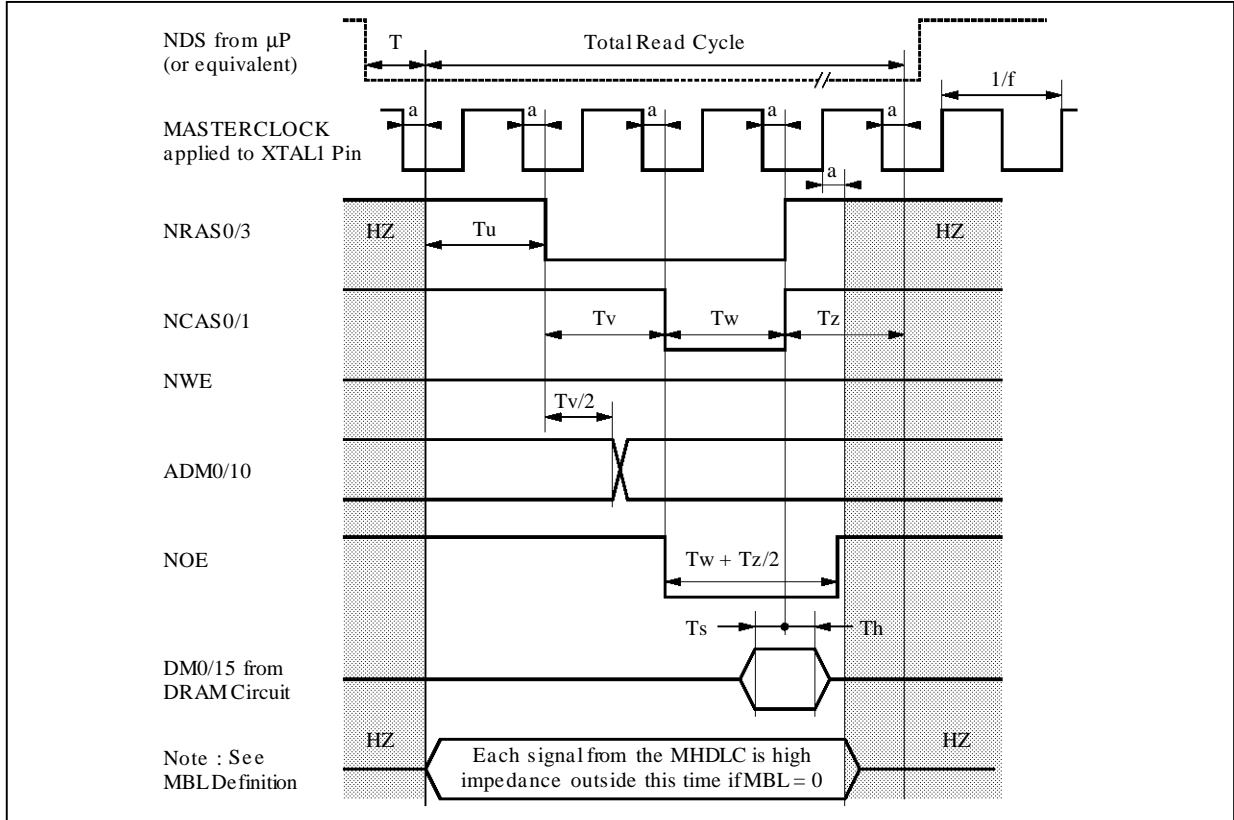 NDS from µP
(or equivalent)
T
Total Read Cycle
1/f
MASTERCLOCK
applied to XTAL1 Pin
a
a
a
a
a
a
NRAS0/3
HZ
Tu
HZ
NCAS0/1
Tv
Tw
Tz
NWE
Tv/2
ADM0/10
NOE
Tw + Tz/2
Ts
Th
DM0/15 from
DRAM Circuit
HZ
HZ
Note : See
MBL Definition
Each signal from the MHDLC is high
impedance outside this time if MBL = 0